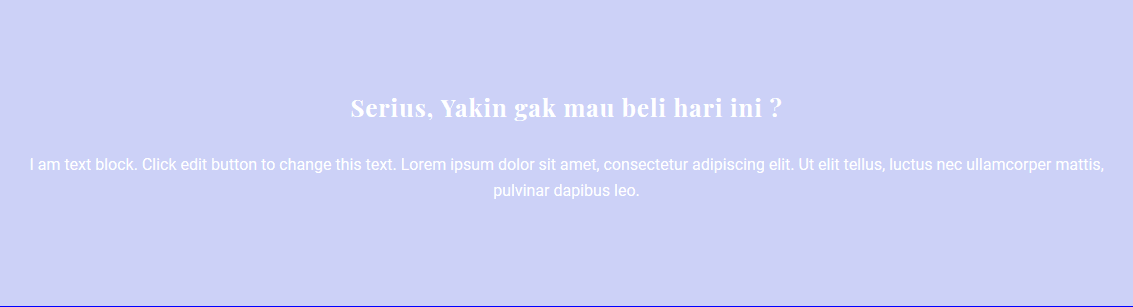 Serius, Yakin gak mau beli hari ini ?
I am text block. Click edit button to change this text. Lorem ipsum dolor sit amet, consectetur adipiscing elit. Ut elit tellus, luctus nec ullamcorper mattis,
pulvinar dapibus leo.